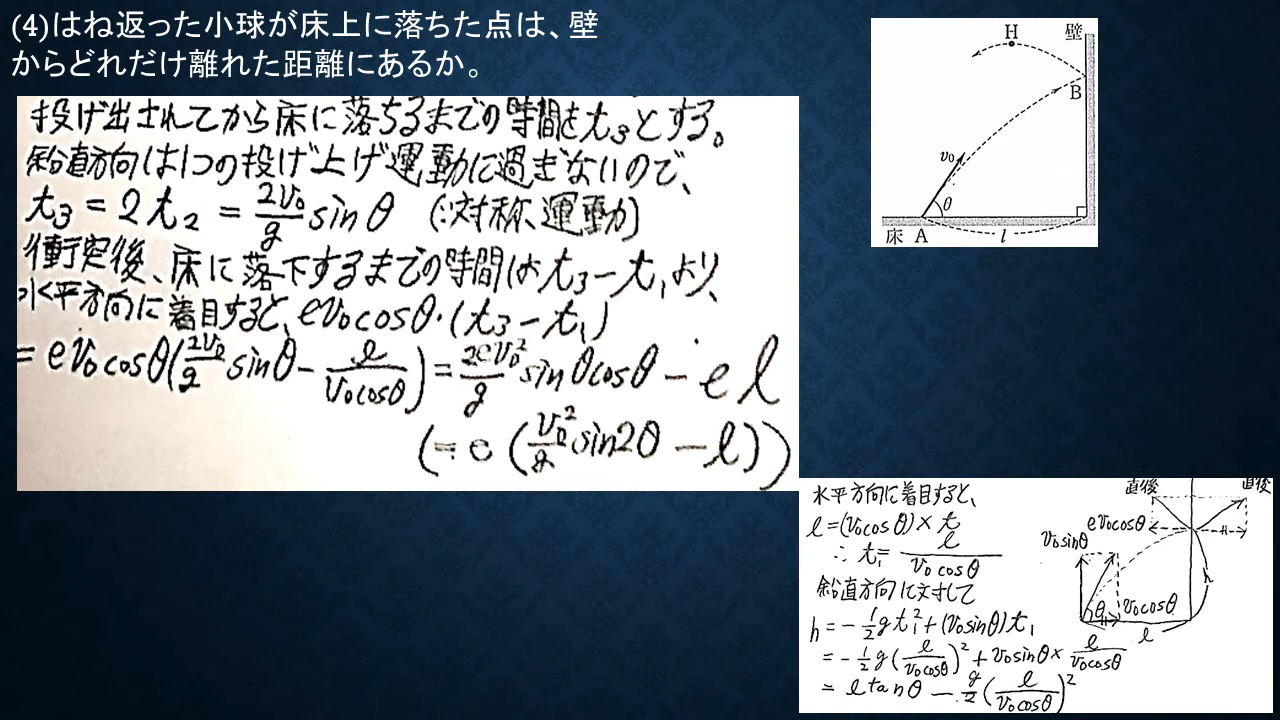 (4)はね返った小球が床上に落ちた点は、壁
からどれだけ離れた距離にあるか。
投げ出されてから床に落ちるまでの時間をt₃とする。
鉛直方向は1つの投げ上げ運動に過ぎないので、
t₃ = 2t₂ = 2v₀/g sinθ (∵対称運動)
衝突後、床に落下するまでの時間はt₃-t₁より、
水平方向に着目すると、ev₀cosθ・(t₃-t₁)
= ev₀cosθ(2v₀/g sinθ - l/v₀cosθ) = 2ev₀²/g sinθcosθ - el
(= e(v₀²/g sin2θ - l))
H
壁
B
v₀
θ
床 A
l
水平方向に着目すると、
l=(v₀cosθ)×t₁
∴ t₁= l/v₀cosθ
鉛直方向に対して
h = -1/2gt₁²+(v₀sinθ)t₁
= -1/2g(l/v₀cosθ)²+v₀sinθ× l/v₀cosθ
= ltanθ - g/2(l/v₀cosθ)²
直後
直後
ev₀cosθ
v₀sinθ
θ
v₀cosθ
h
l